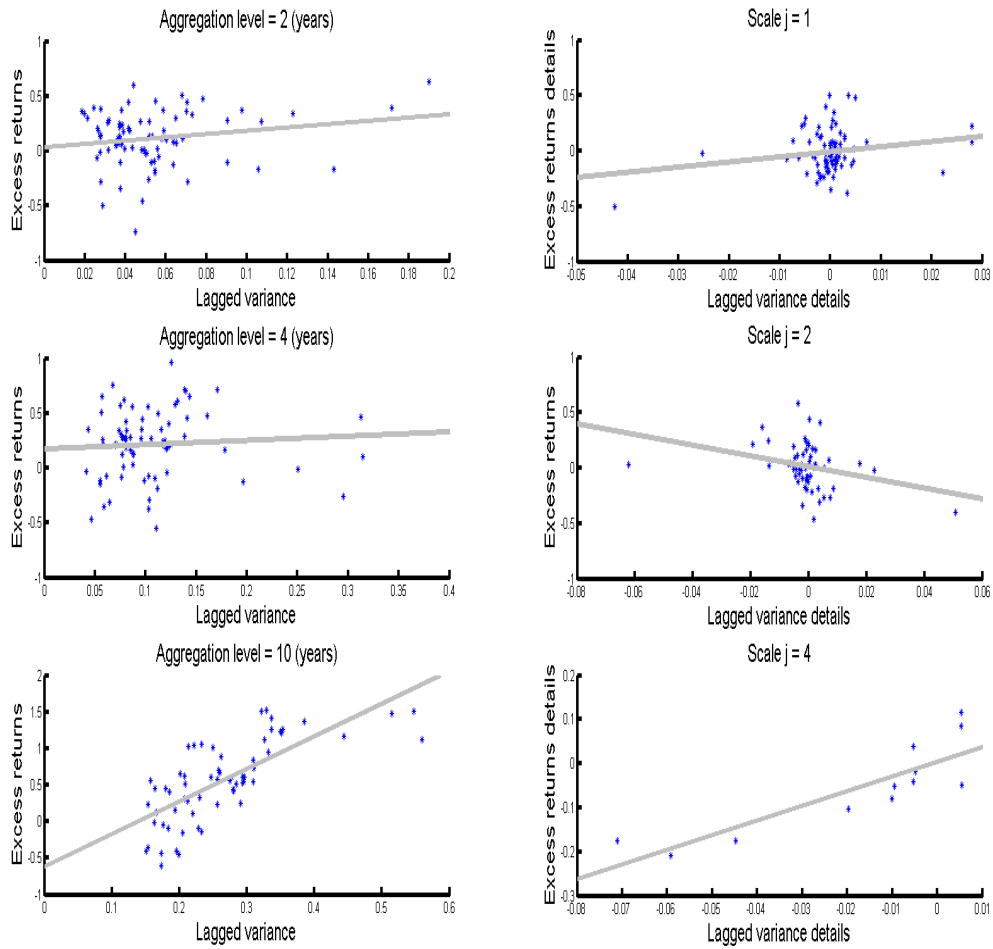 Aggregation level = 2 (years)
Excess returns
1
0.5
0
-0.5
-1
0 0.02 0.04 0.06 0.08 0.1 0.12 0.14 0.16 0.18 0.2
Lagged variance
Scale j = 1
Excess returns details
1
0.5
0
-0.5
-1
-0.05 -0.04 -0.03 -0.02 -0.01 0 0.01 0.02 0.03
Lagged variance details
Aggregation level = 4 (years)
Excess returns
1
0.5
0
-0.5
-1
0 0.05 0.1 0.15 0.2 0.25 0.3 0.35 0.4
Lagged variance
Scale j = 2
Excess returns details
1
0.5
0
-0.5
-1
-0.08 -0.06 -0.04 -0.02 0 0.02 0.04 0.06
Lagged variance details
Aggregation level = 10 (years)
Excess returns
2
1.5
1
0.5
0
-0.5
-1
0 0.1 0.2 0.3 0.4 0.5 0.6
Lagged variance
Scale j = 4
Excess returns details
0.2
0.1
0
-0.1
-0.2
-0.3
-0.08 -0.07 -0.06 -0.05 -0.04 -0.03 -0.02 -0.01 0 0.01
Lagged variance details